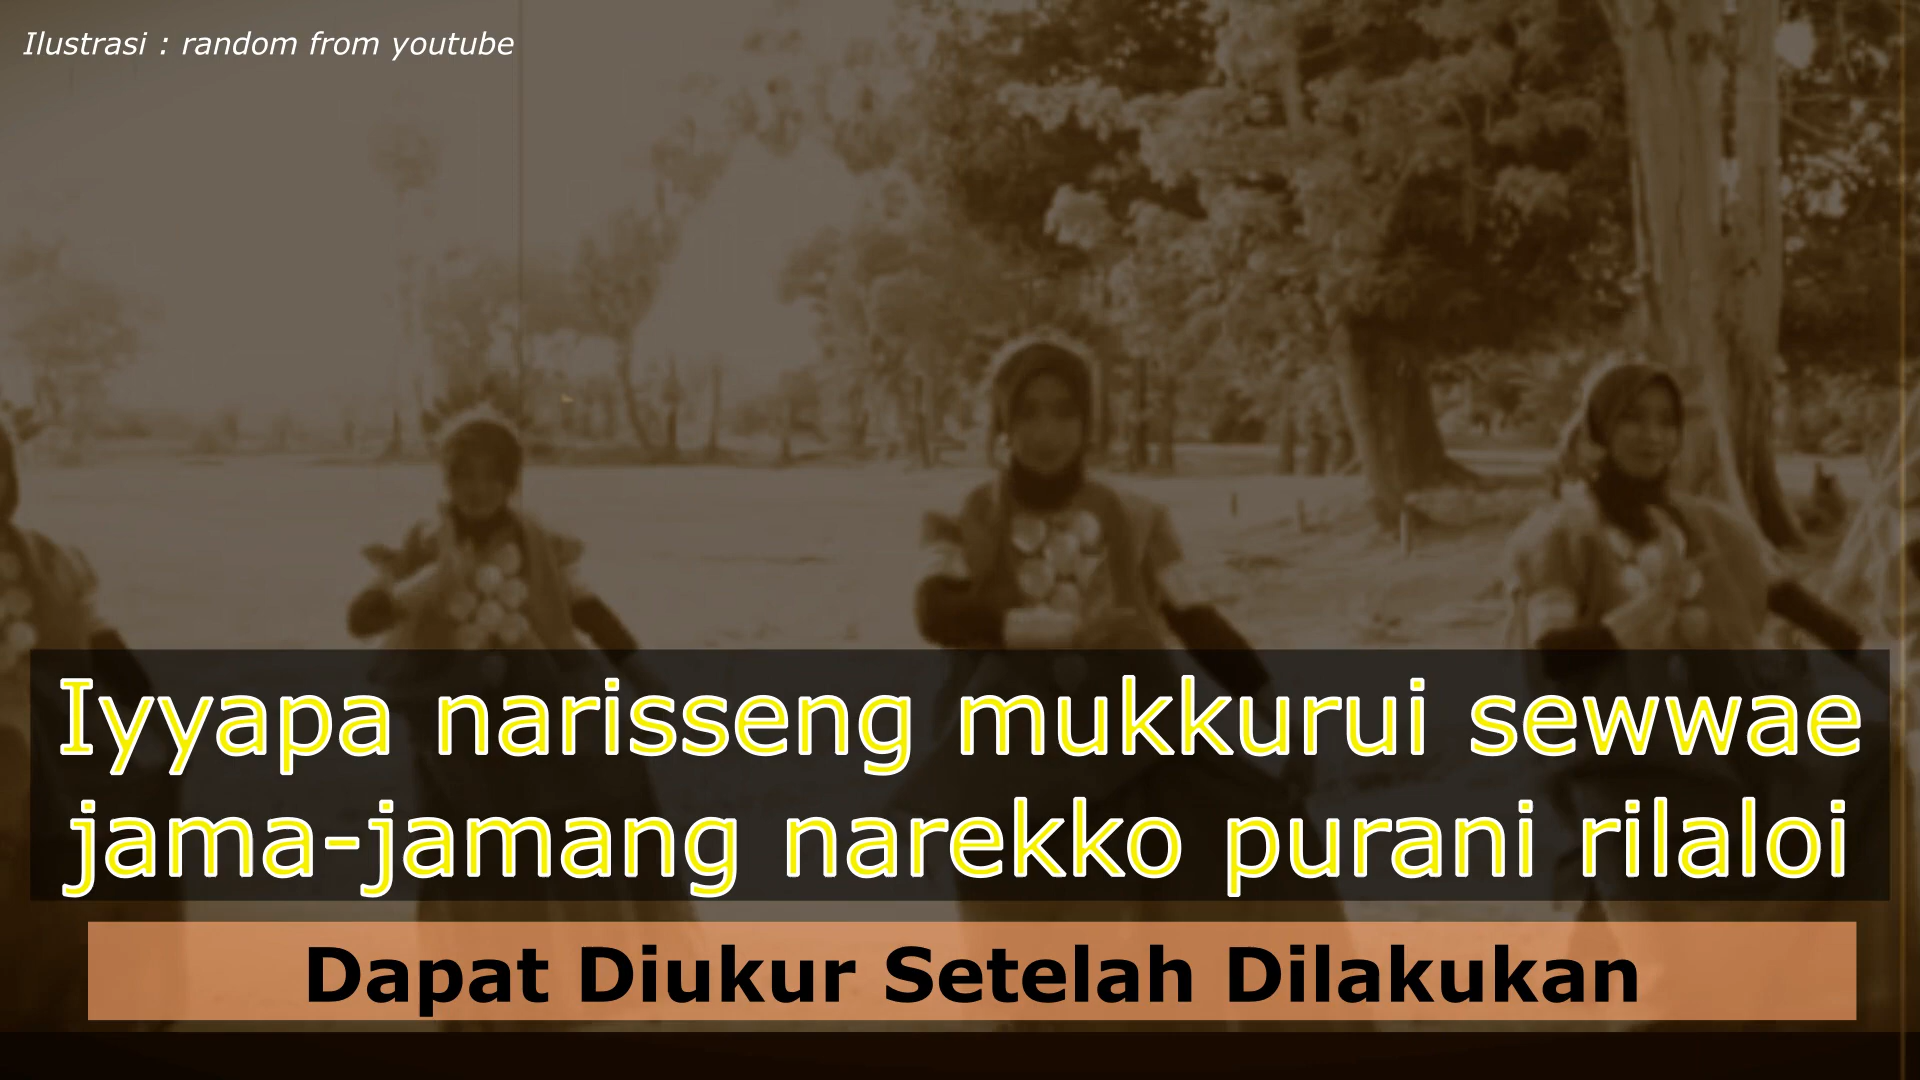 Ilustrasi : random from youtube
Iyyapa narisseng mukkurui sewwae
jama-jamang narekko purani rilaloi
Dapat Diukur Setelah Dilakukan